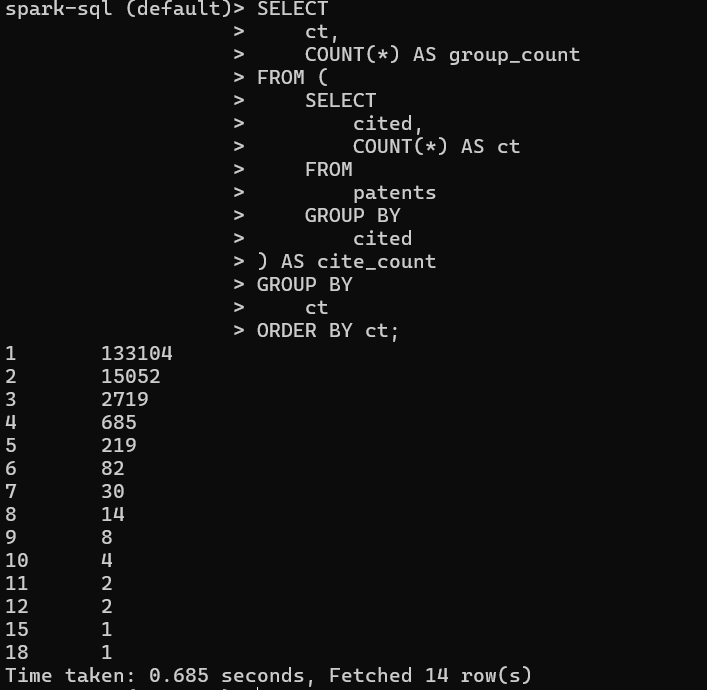 spark-sql (default)> SELECT
                   >     ct,
                   >     COUNT(*) AS group_count
                   > FROM (
                   >     SELECT
                   >         cited,
                   >         COUNT(*) AS ct
                   >     FROM
                   >         patents
                   >     GROUP BY
                   >         cited
                   > ) AS cite_count
                   > GROUP BY
                   >     ct
                   > ORDER BY ct;
1       133104
2       15052
3       2719
4       685
5       219
6       82
7       30
8       14
9       8
10      4
11      2
12      2
15      1
18      1
Time taken: 0.685 seconds, Fetched 14 row(s)